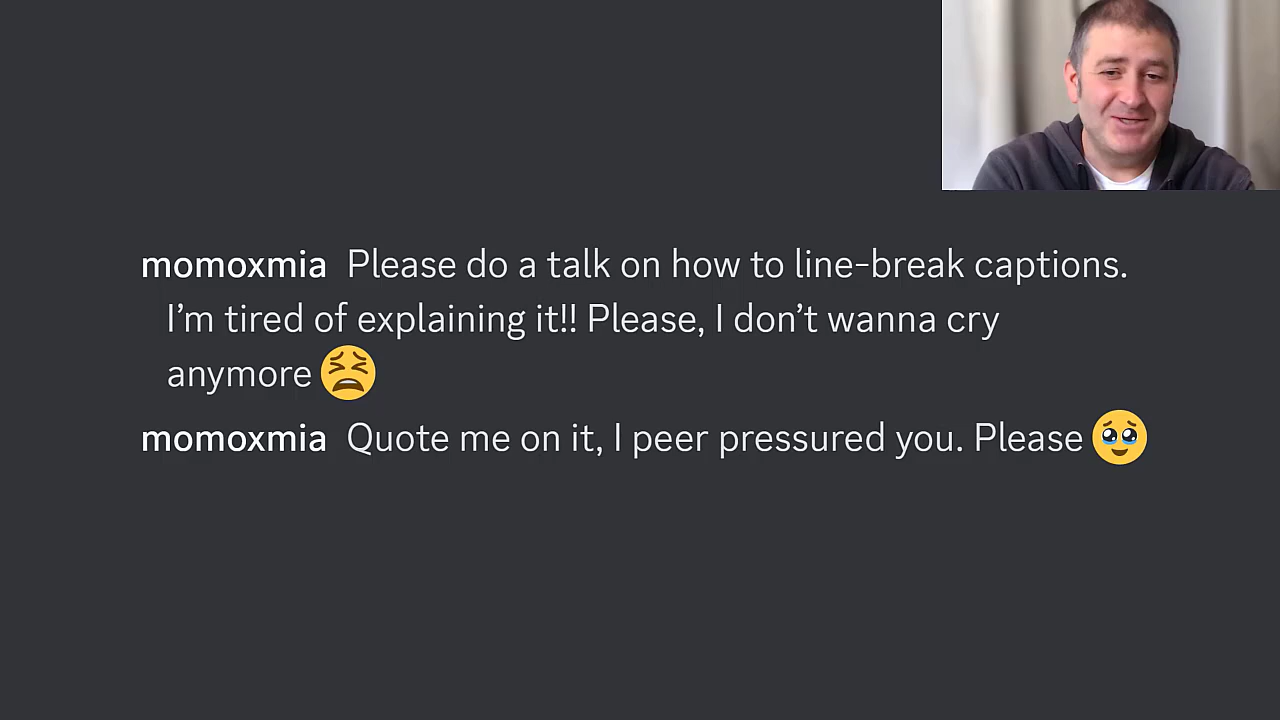 momoxmia Please do a talk on how to line-break captions.
I’m tired of explaining it!! Please, I don’t wanna cry
anymore 😫
momoxmia Quote me on it, I peer pressured you. Please 🥹